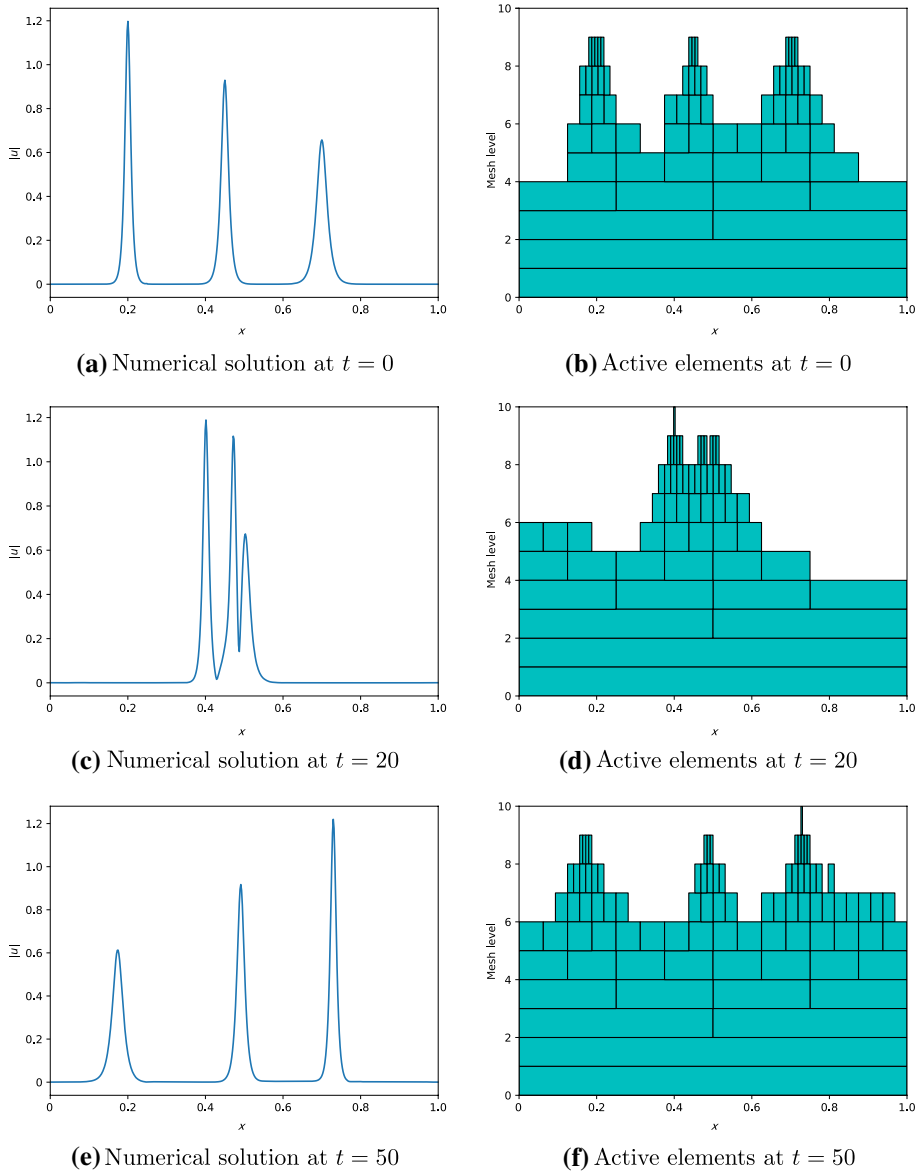 1.2
1.0
0.8
0.6
0.4
0.2
0
|u|
0 0.2 0.4 0.6 0.8 1.0
x
(a) Numerical solution at t = 0
10
8
6
4
2
0
Mesh level
0 0.2 0.4 0.6 0.8 1.0
x
(b) Active elements at t = 0
1.2
1.0
0.8
0.6
0.4
0.2
0
|u|
0 0.2 0.4 0.6 0.8 1.0
x
(c) Numerical solution at t = 20
10
8
6
4
2
0
Mesh level
0 0.2 0.4 0.6 0.8 1.0
x
(d) Active elements at t = 20
1.2
1.0
0.8
0.6
0.4
0.2
0
|u|
0 0.2 0.4 0.6 0.8 1.0
x
(e) Numerical solution at t = 50
10
8
6
4
2
0
Mesh level
0 0.2 0.4 0.6 0.8 1.0
x
(f) Active elements at t = 50